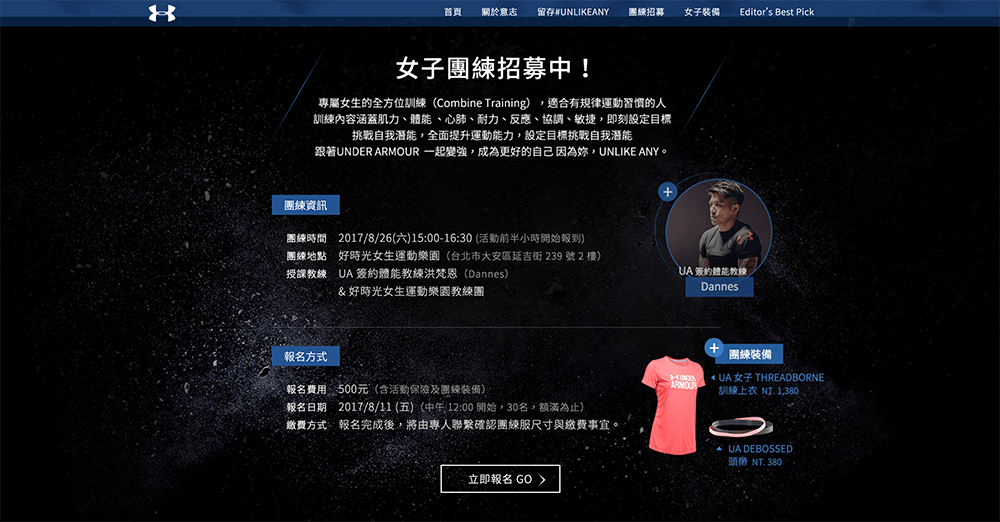 首頁 關於意志 留存#UNLIKEANY 團練招募 女子裝備 Editor's Best Pick
女子團練招募中！
專屬女生的全方位訓練（Combine Training），適合有規律運動習慣的人
訓練內容涵蓋肌力、體能、心肺、耐力、反應、協調、敏捷，即刻設定目標
挑戰自我潛能，全面提升運動能力，設定目標挑戰自我潛能
跟著UNDER ARMOUR 一起變強，成為更好的自己 因為妳，UNLIKE ANY。
團練資訊
團練時間 2017/8/26(六)15:00-16:30 (活動前半小時開始報到)
團練地點 好時光女生運動樂園（台北市大安區延吉街 239 號 2 樓）
授課教練 UA 簽約體能教練洪梵恩（Dannes）
& 好時光女生運動樂園教練團
UA 簽約體能教練
Dannes
報名方式
報名費用 500元（含活動保險及團練裝備）
報名日期 2017/8/11 (五)（中午 12:00 開始，30名，額滿為止）
繳費方式 報名完成後，將由專人聯繫確認團練服尺寸與繳費事宜。
團練裝備
UNDER
ARMOUR
UA 女子 THREADBORNE
訓練上衣 NT. 1,380
UA DEBOSSED
頭帶 NT. 380
立即報名 GO